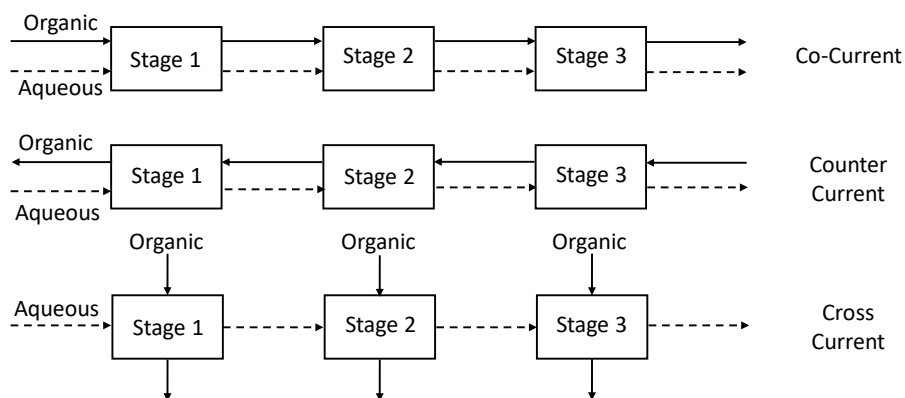 Organic
Stage 1
Stage 2
Stage 3
Co-Current
Aqueous
Organic
Stage 1
Stage 2
Stage 3
Counter
Current
Aqueous
Organic
Organic
Organic
Aqueous
Stage 1
Stage 2
Stage 3
Cross
Current